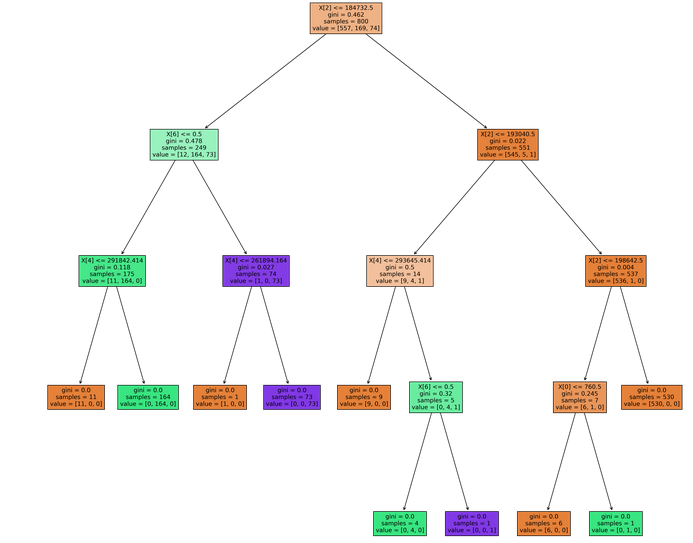 X[2] <= 184732.5
gini = 0.462
samples = 800
value = [557, 169, 74]
X[6] <= 0.5
gini = 0.478
samples = 249
value = [12, 164, 73]
X[2] <= 193040.5
gini = 0.022
samples = 551
value = [545, 5, 1]
X[4] <= 291842.414
gini = 0.118
samples = 175
value = [11, 164, 0]
X[4] <= 261894.164
gini = 0.027
samples = 74
value = [1, 0, 73]
X[4] <= 293645.414
gini = 0.5
samples = 14
value = [9, 4, 1]
X[2] <= 198642.5
gini = 0.004
samples = 537
value = [536, 1, 0]
gini = 0.0
samples = 11
value = [11, 0, 0]
gini = 0.0
samples = 164
value = [0, 164, 0]
gini = 0.0
samples = 1
value = [1, 0, 0]
gini = 0.0
samples = 73
value = [0, 0, 73]
gini = 0.0
samples = 9
value = [9, 0, 0]
X[6] <= 0.5
gini = 0.32
samples = 5
value = [0, 4, 1]
X[0] <= 760.5
gini = 0.245
samples = 7
value = [6, 1, 0]
gini = 0.0
samples = 530
value = [530, 0, 0]
gini = 0.0
samples = 4
value = [0, 4, 0]
gini = 0.0
samples = 1
value = [0, 0, 1]
gini = 0.0
samples = 6
value = [6, 0, 0]
gini = 0.0
samples = 1
value = [0, 1, 0]